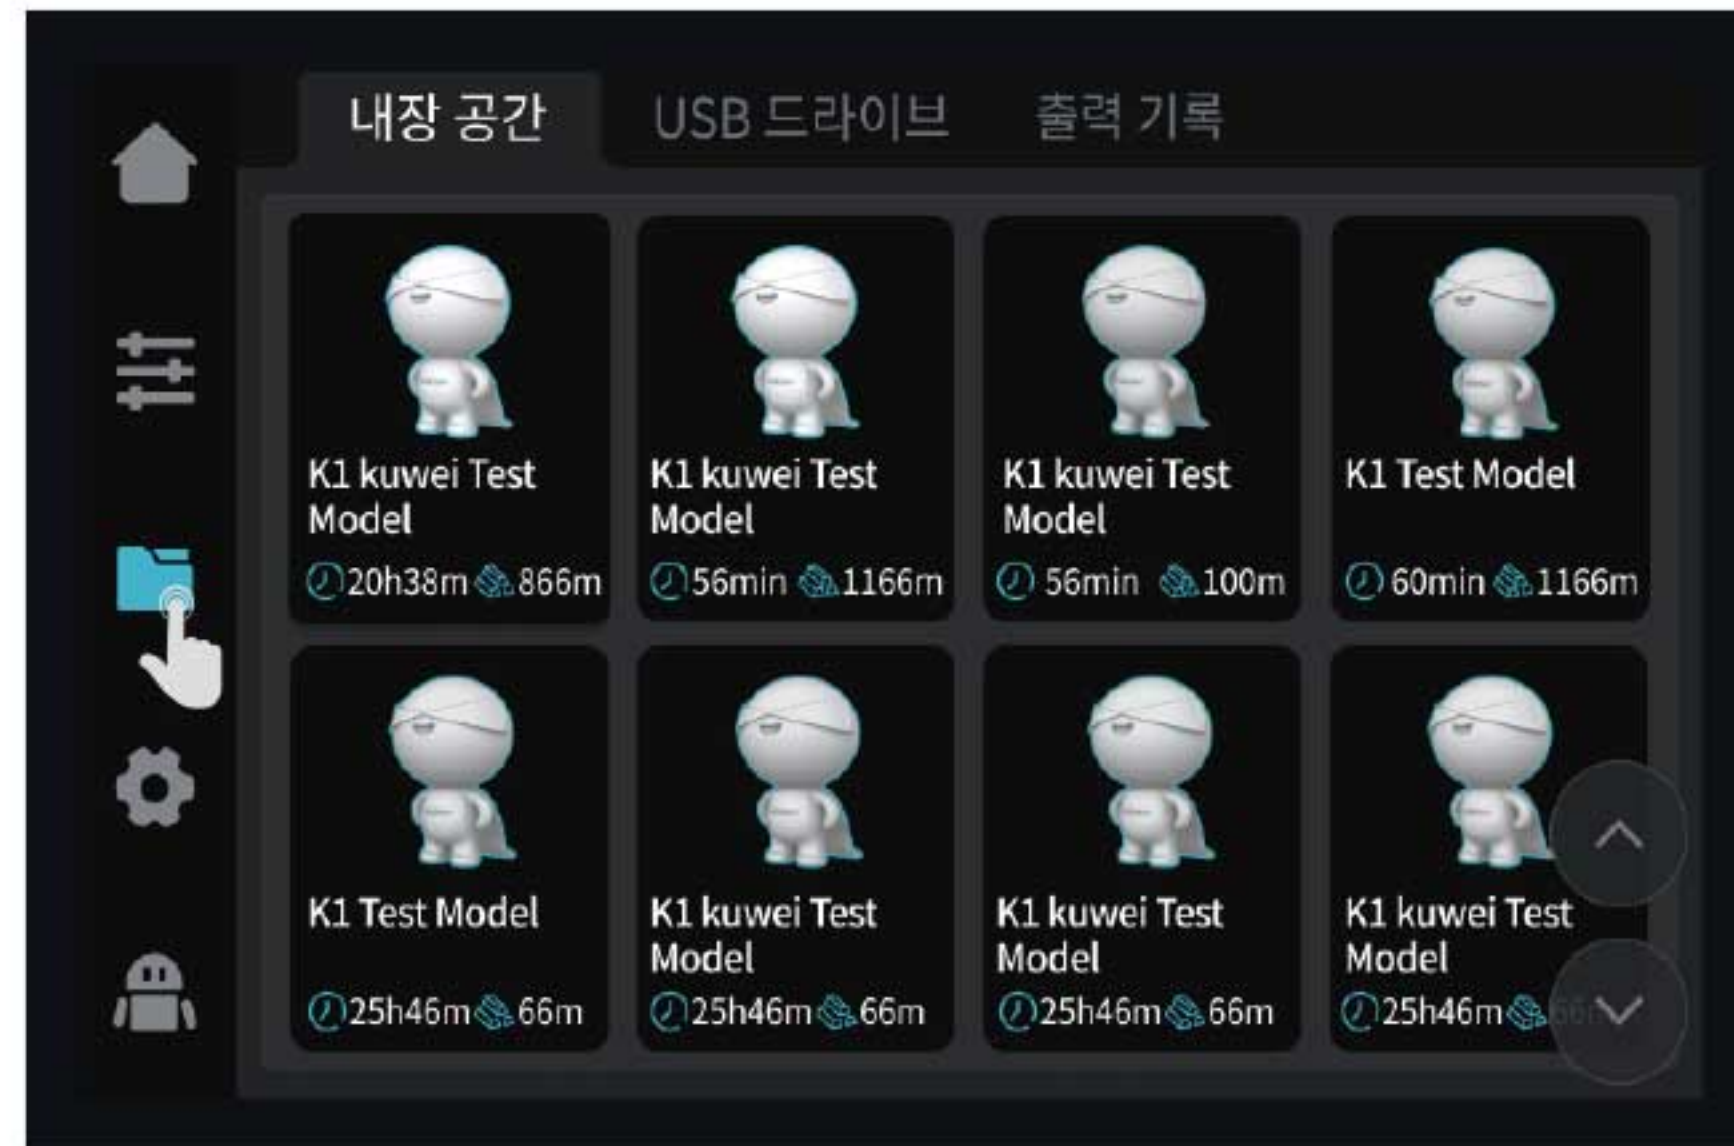 내장 공간
USB 드라이브
출력 기록
K1 kuwei Test
Model
20h38m 866m
K1 kuwei Test
Model
56min 1166m
K1 kuwei Test
Model
56min 100m
K1 Test Model
60min 1166m
K1 Test Model
25h46m 66m
K1 kuwei Test
Model
25h46m 66m
K1 kuwei Test
Model
25h46m 66m
K1 kuwei Test
Model
25h46m